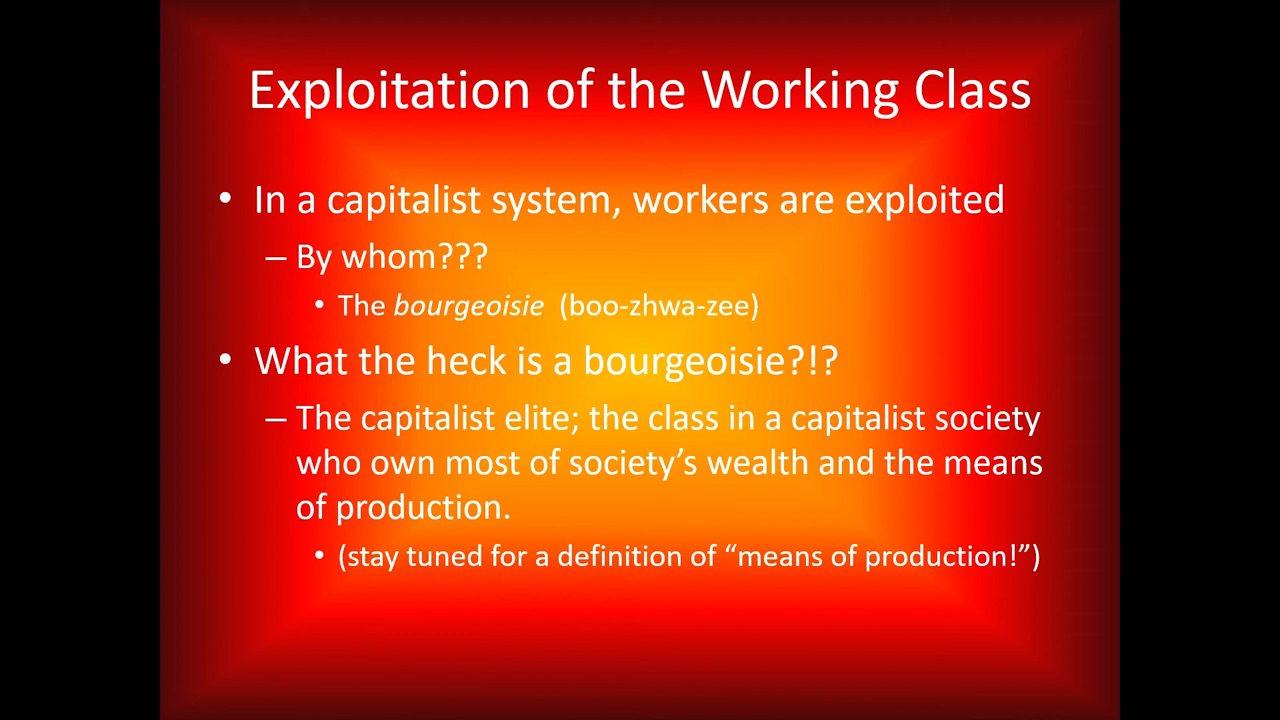 Exploitation of the Working Class
• In a capitalist system, workers are exploited
– By whom???
• The bourgeoisie (boo-zhwa-zee)
• What the heck is a bourgeoisie?!?
– The capitalist elite; the class in a capitalist society
who own most of society’s wealth and the means
of production.
• (stay tuned for a definition of “means of production!”)